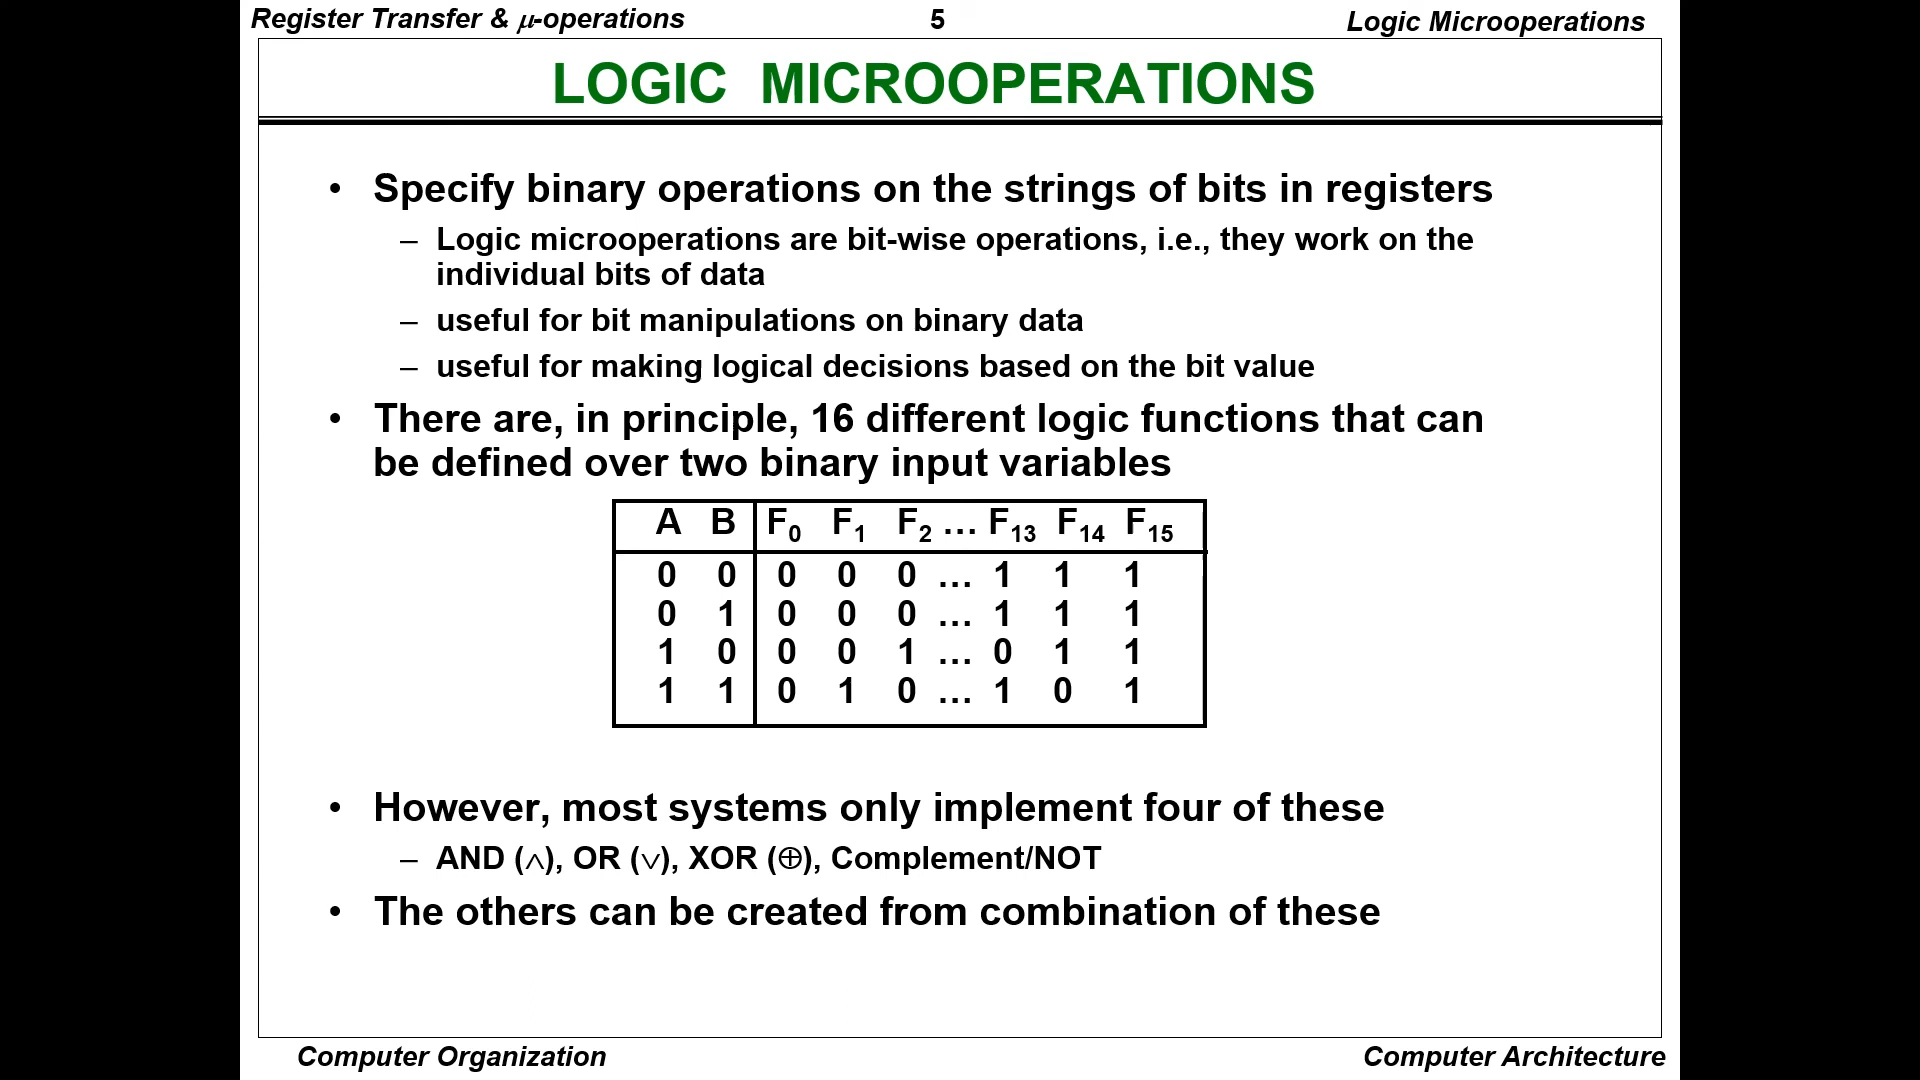 Register Transfer & μ-operations 5 Logic Microoperations
LOGIC MICROOPERATIONS
• Specify binary operations on the strings of bits in registers
– Logic microoperations are bit-wise operations, i.e., they work on the
individual bits of data
– useful for bit manipulations on binary data
– useful for making logical decisions based on the bit value
• There are, in principle, 16 different logic functions that can
be defined over two binary input variables
A B F0 F1 F2 … F13 F14 F15
0 0 0 0 0 … 1 1 1
0 1 0 0 0 … 1 1 1
1 0 0 0 1 … 0 1 1
1 1 0 1 0 … 1 0 1
• However, most systems only implement four of these
– AND (∧), OR (∨), XOR (⊕), Complement/NOT
• The others can be created from combination of these
Computer Organization Computer Architecture